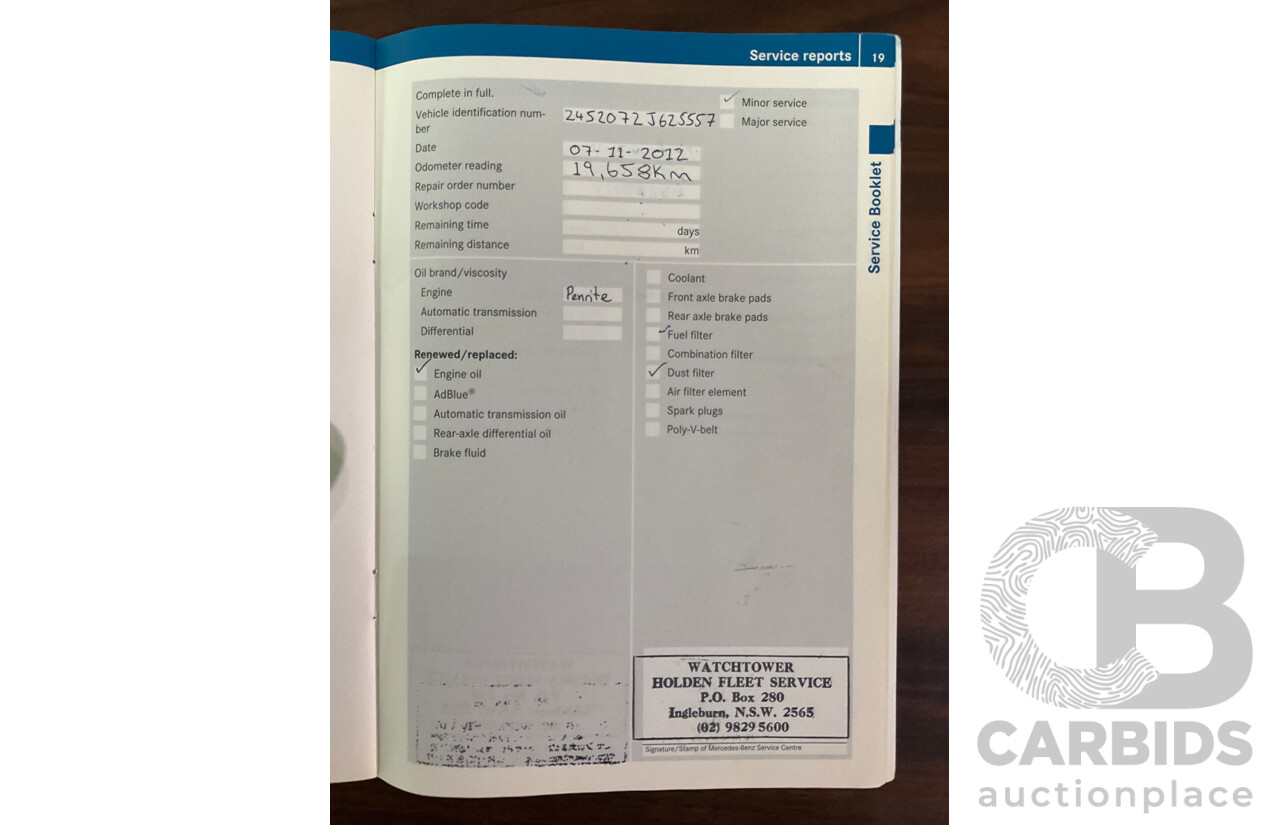 Service reports 19
Complete in full.
Vehicle identification num-
ber
2452072J625557
Date 07-11-2012
Odometer reading 19,658Km
Repair order number
Workshop code
Remaining time days
Remaining distance km
✓ Minor service
Major service
Service Booklet
Oil brand/viscosity
Engine Penrite
Automatic transmission
Differential
Renewed/replaced:
✓ Engine oil
AdBlue®
Automatic transmission oil
Rear-axle differential oil
Brake fluid
Coolant
Front axle brake pads
Rear axle brake pads
✓ Fuel filter
Combination filter
✓ Dust filter
Air filter element
Spark plugs
Poly-V-belt
WATCHTOWER
HOLDEN FLEET SERVICE
P.O. Box 280
Ingleburn, N.S.W. 2565
(02) 9829 5600
Signature/Stamp of Mercedes-Benz Service Centre
CB
CARBIDS
auctionplace